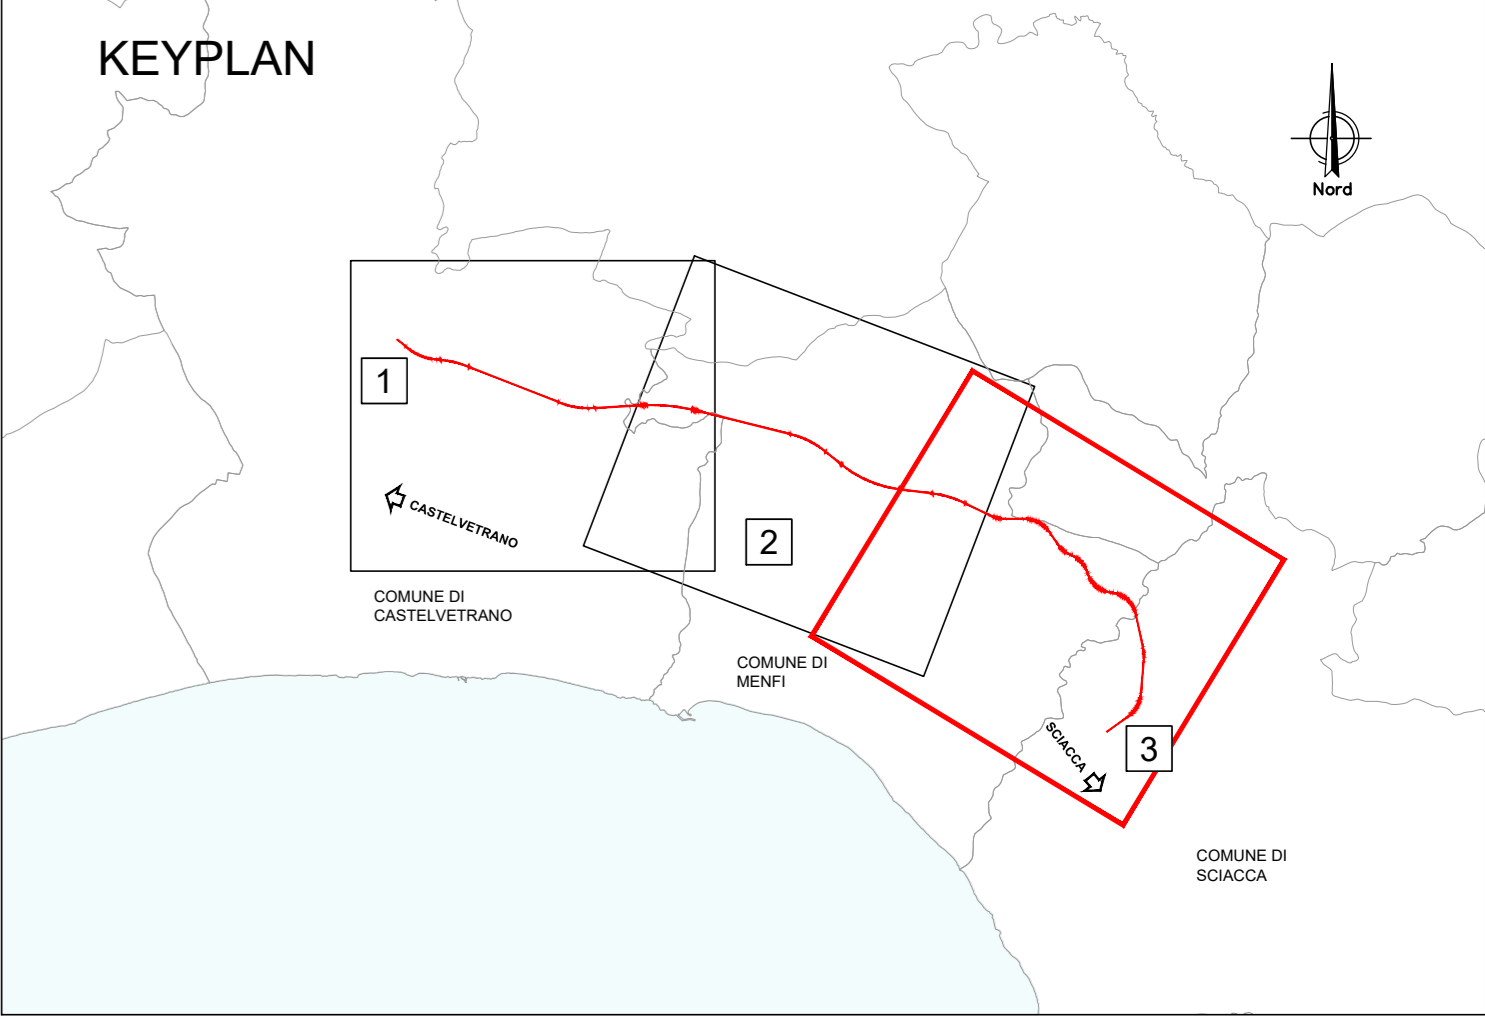 KEYPLAN
Nord
1
CASTELVETRANO
2
COMUNE DI
CASTELVETRANO
COMUNE DI
MENFI
SCIACCA
3
COMUNE DI
SCIACCA